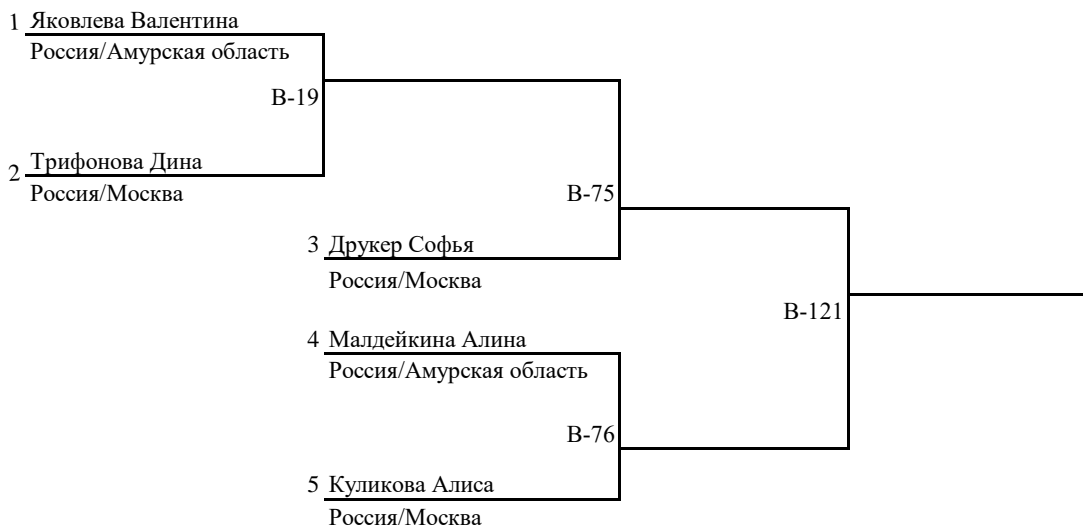 1 Яковлева Валентина
Россия/Амурская область
B-19
2 Трифонова Дина
Россия/Москва
B-75
3 Друкер Софья
Россия/Москва
B-121
4 Малдейкина Алина
Россия/Амурская область
B-76
5 Куликова Алиса
Россия/Москва